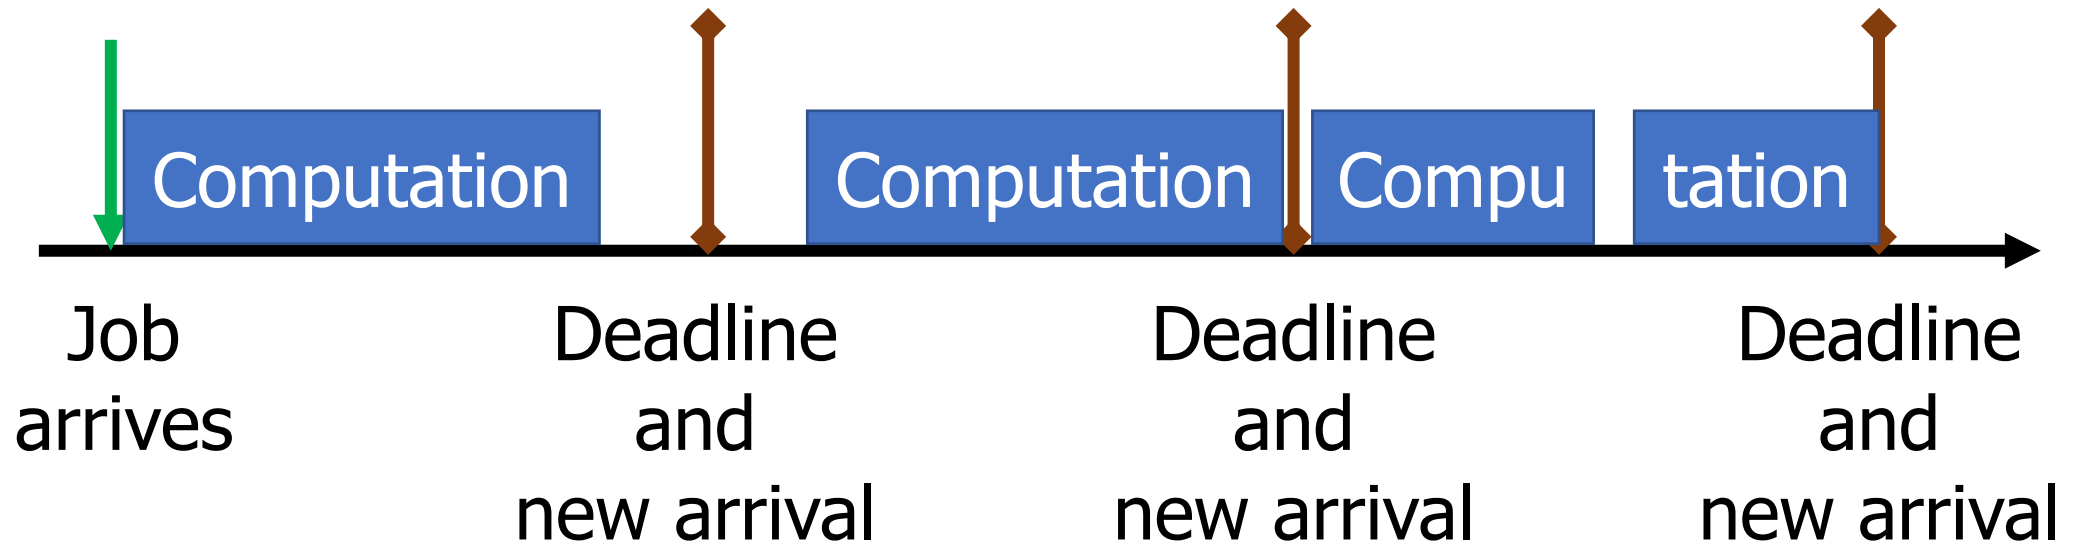 Computation
Computation
Compu
tation
Job
arrives
Deadline
and
new arrival
Deadline
and
new arrival
Deadline
and
new arrival